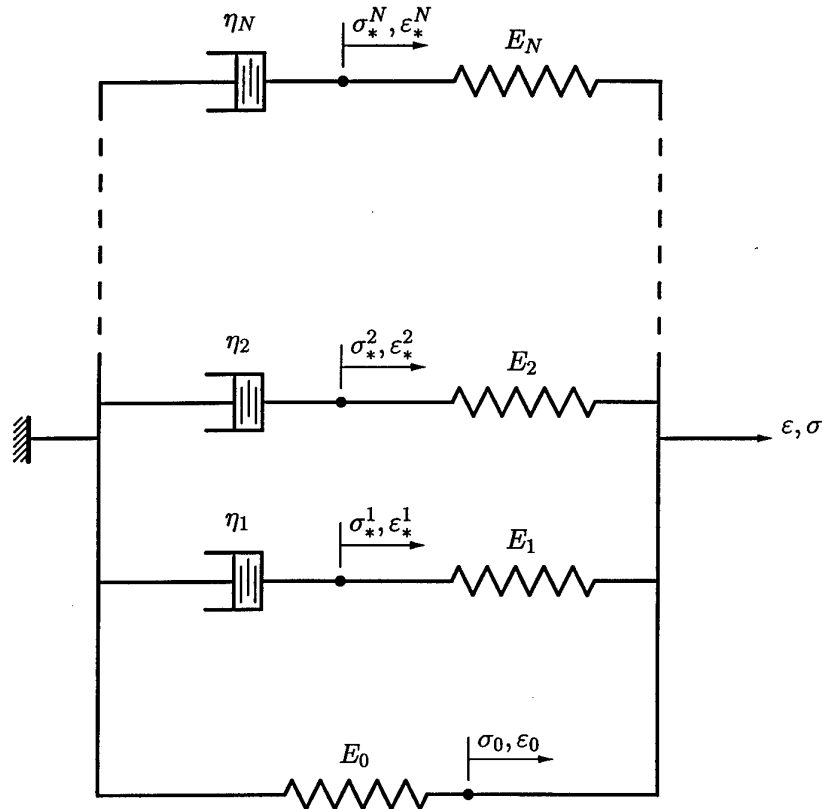 η_N
σ_*^N, ε_*^N
E_N
η_2
σ_*^2, ε_*^2
E_2
ε, σ
η_1
σ_*^1, ε_*^1
E_1
E_0
σ_0, ε_0